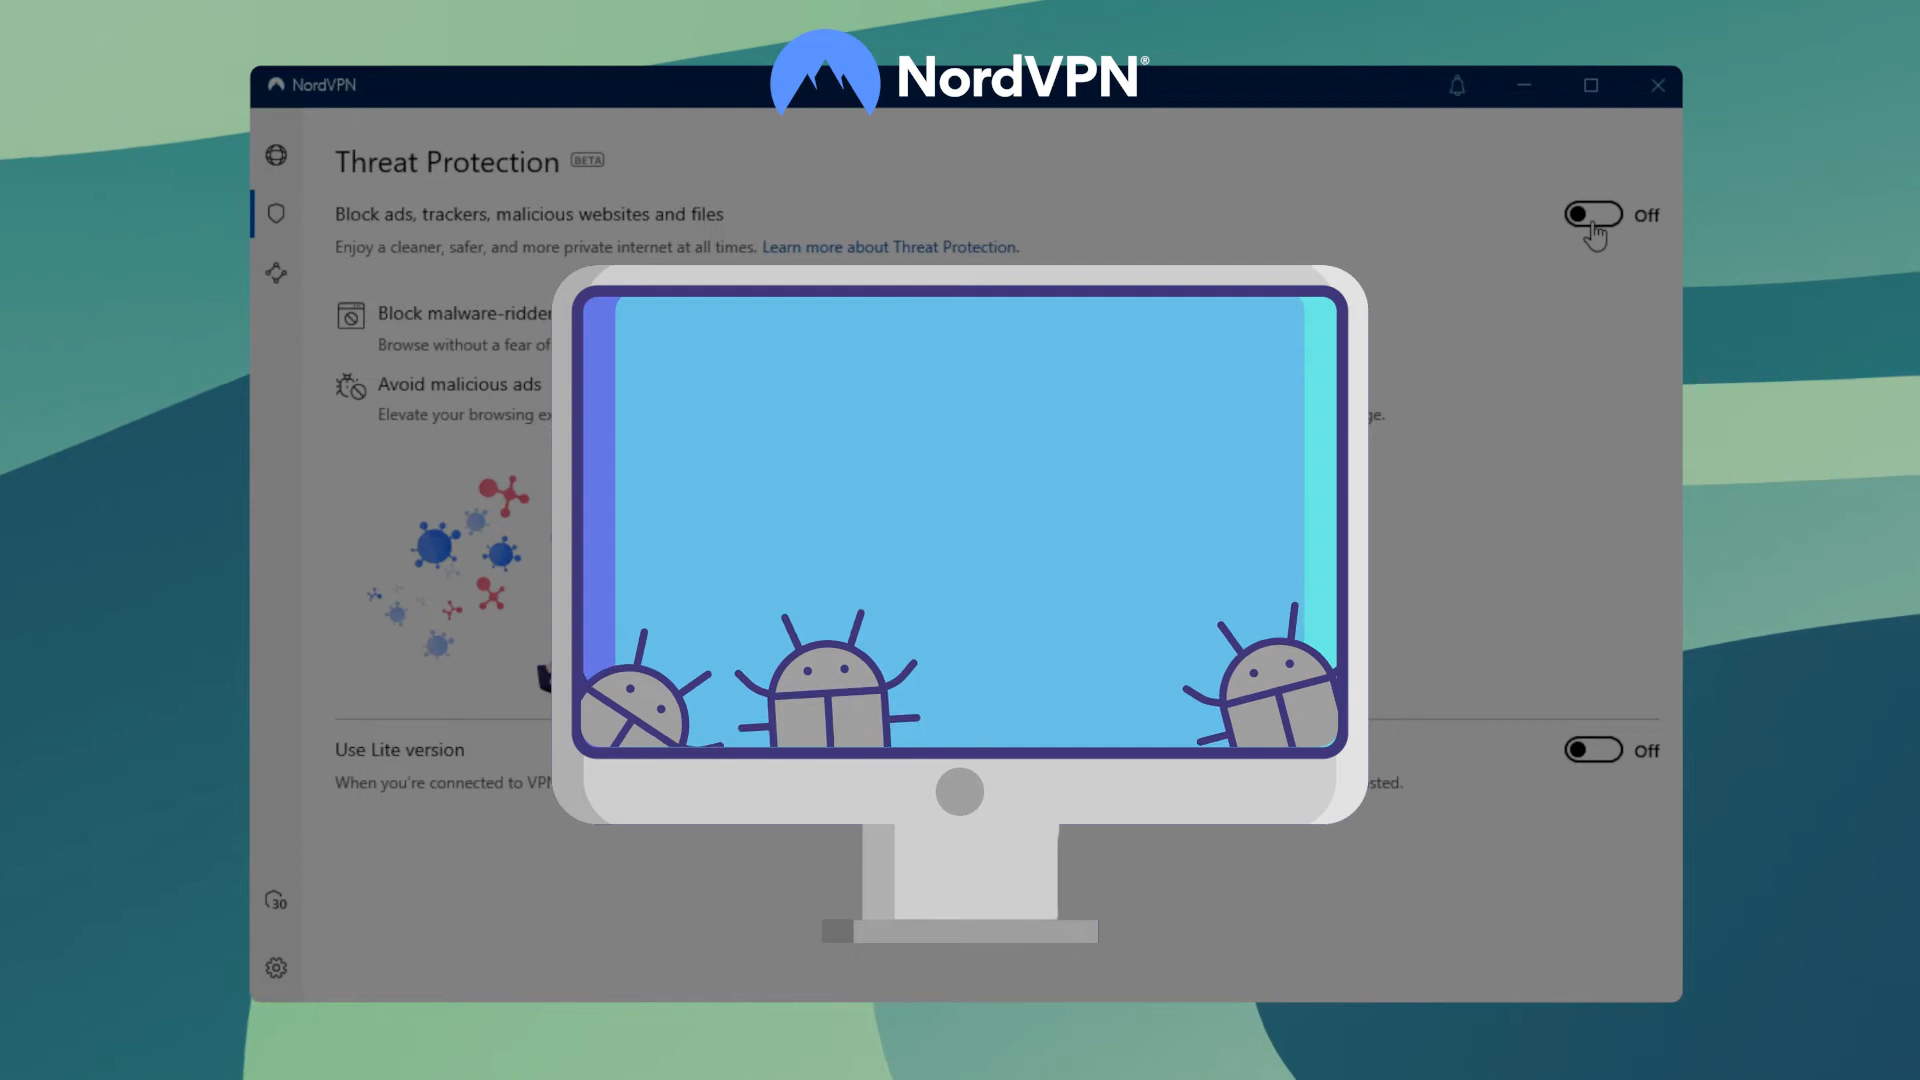 NordVPN®
NordVPN
Threat Protection BETA
Block ads, trackers, malicious websites and files
Off
Enjoy a cleaner, safer, and more private internet at all times. Learn more about Threat Protection.
Block malware-ridden
Browse without a fear of
Avoid malicious ads
Elevate your browsing ex
ge.
Use Lite version
Off
When you're connected to VPN
sted.
30